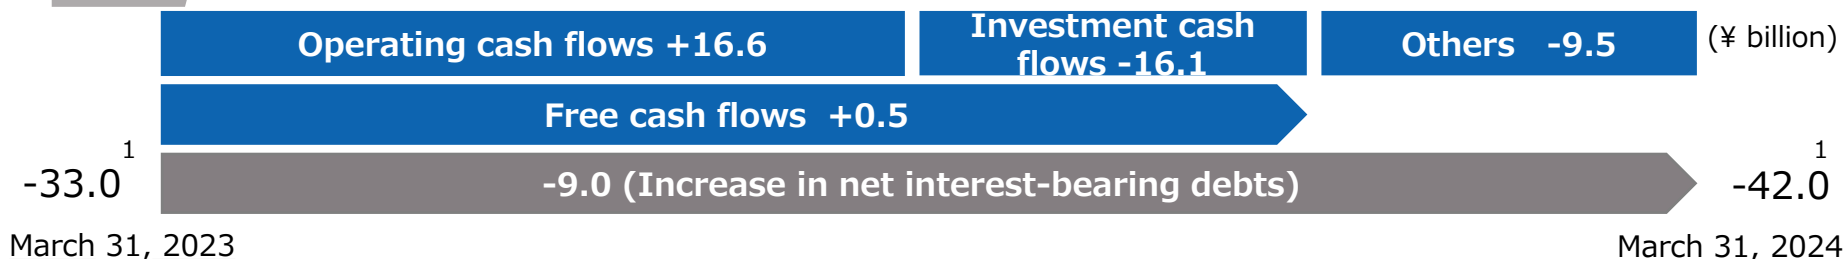 Operating cash flows +16.6
Investment cash
flows -16.1
Others -9.5
(¥ billion)
Free cash flows +0.5
-33.0 1
-9.0 (Increase in net interest-bearing debts)
-42.0 1
March 31, 2023
March 31, 2024